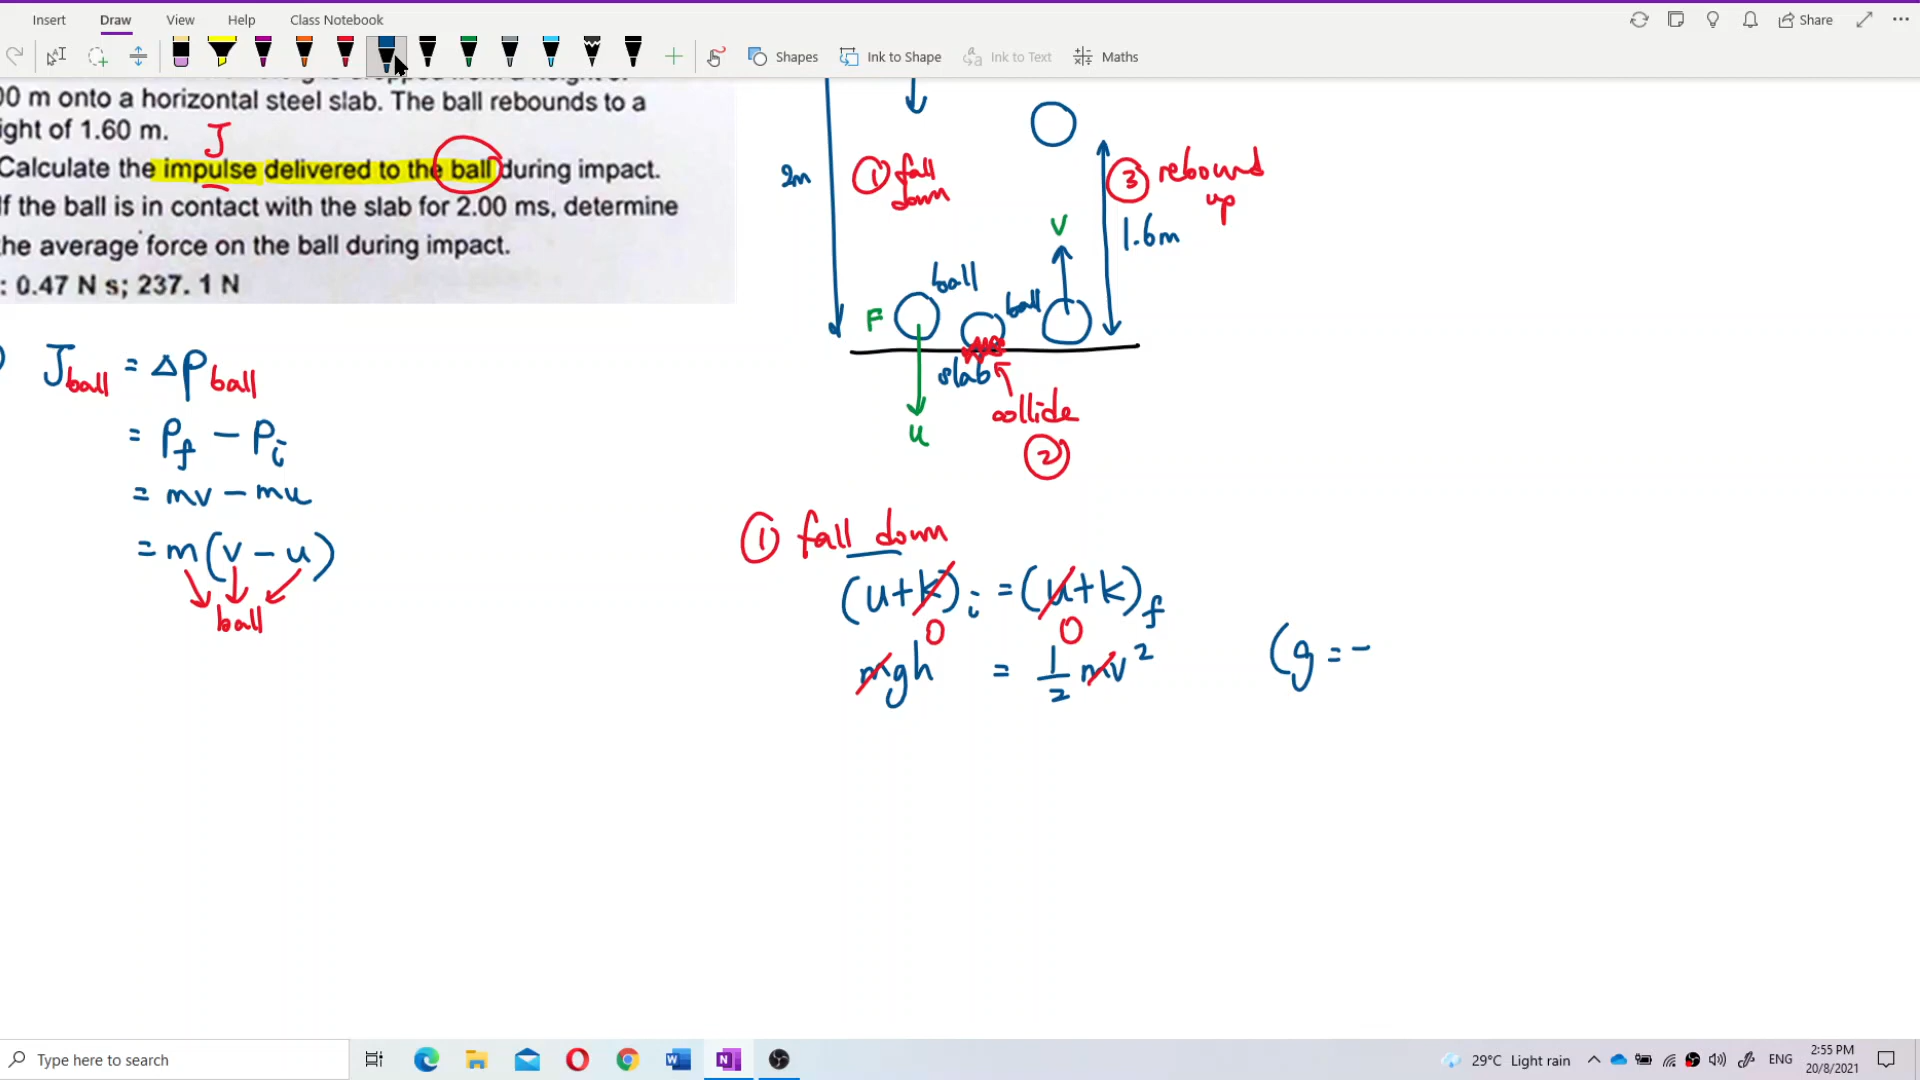 Insert Draw View Help Class Notebook
Share
Shapes Ink to Shape Ink to Text Maths
00 m onto a horizontal steel slab. The ball rebounds to a
ight of 1.60 m.
J
Calculate the impulse delivered to the ball during impact.
If the ball is in contact with the slab for 2.00 ms, determine
he average force on the ball during impact.
: 0.47 N s; 237. 1 N
J ball = ΔP ball
= Pf - Pi
= mv - mu
= m(v - u)
ball
2m
① fall down
③ rebound up
1.6m
v
ball
ball
F
slab
u
collide
②
① fall down
(u+k)i = (u+k)f
0 0
mgh = 1/2 mv²
(g = -
Type here to search
29°C Light rain
ENG
2:55 PM
20/8/2021